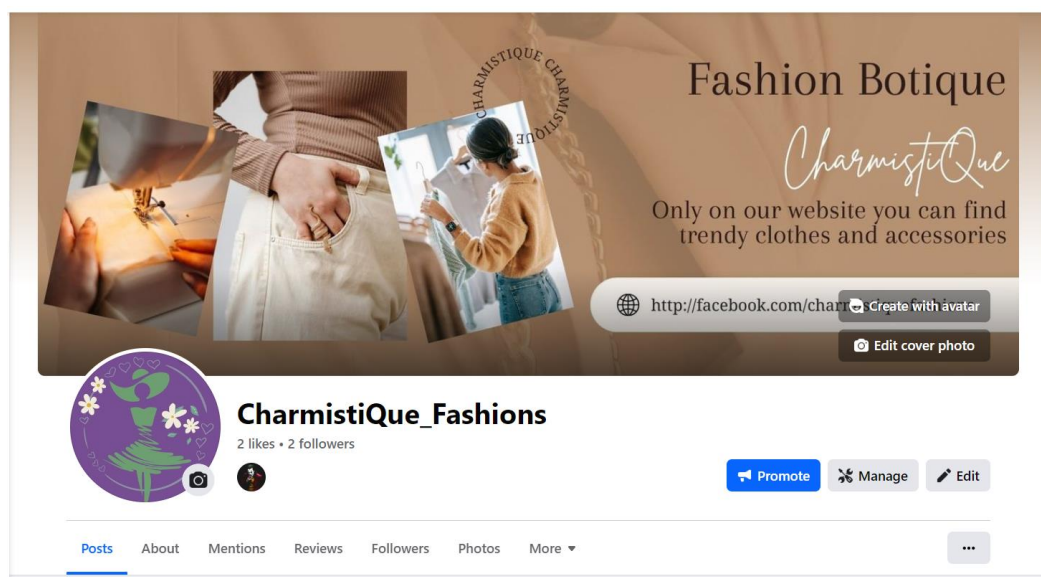 CHARMISTIQUE CHARMISTIQUE
Fashion Botique
CharmistiQue
Only on our website you can find
trendy clothes and accessories
http://facebook.com/
Create with avatar
Edit cover photo
CharmistiQue_Fashions
2 likes • 2 followers
Promote
Manage
Edit
Posts
About
Mentions
Reviews
Followers
Photos
More